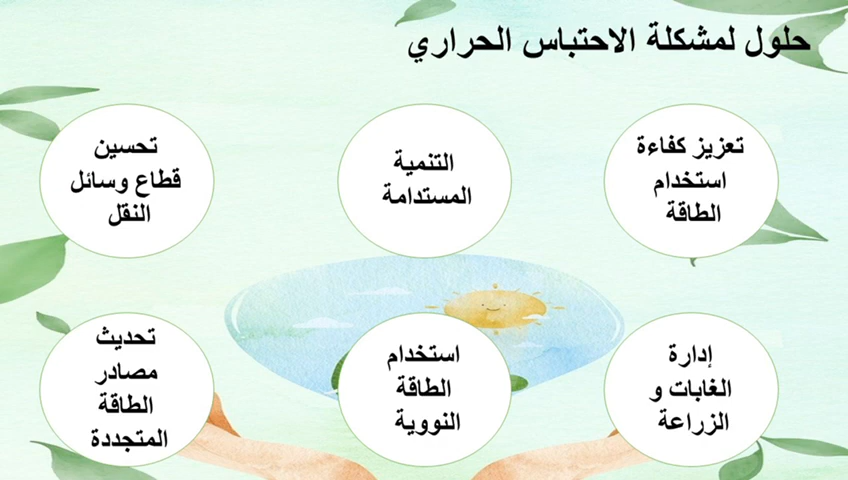 حلول لمشكلة الاحتباس الحراري
تعزيز كفاءة
استخدام
الطاقة
التنمية
المستدامة
تحسين
قطاع وسائل
النقل
إدارة
الغابات و
الزراعة
استخدام
الطاقة
النووية
تحديث
مصادر
الطاقة
المتجددة